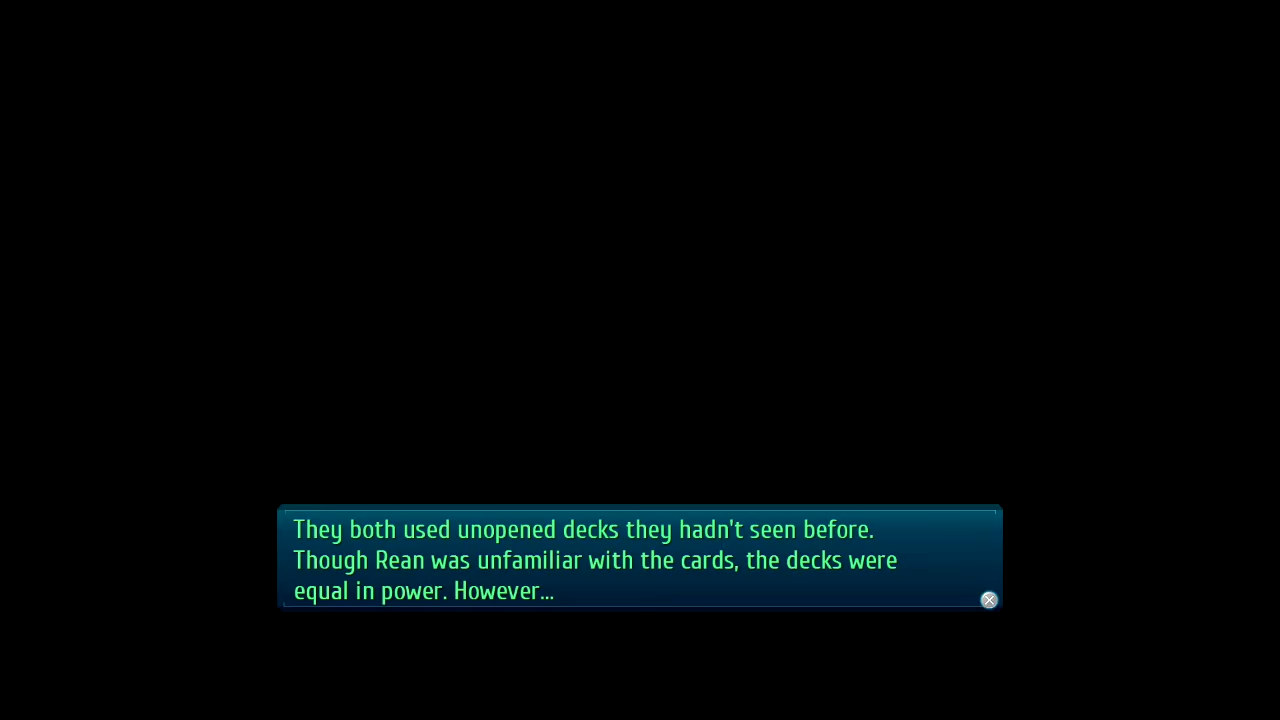 They both used unopened decks they hadn't seen before.
Though Rean was unfamiliar with the cards, the decks were
equal in power. However...